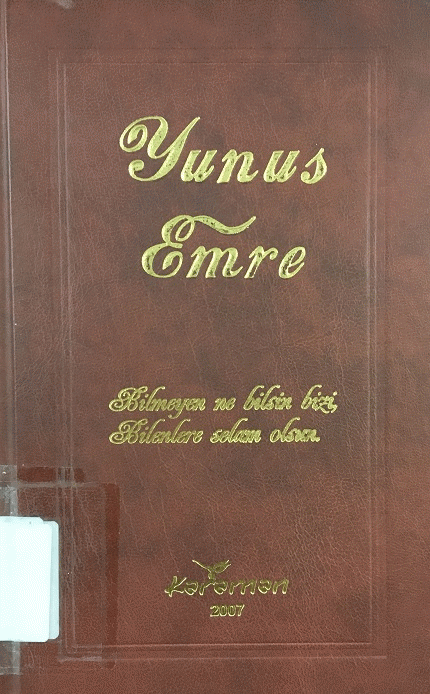 Yunus
Emre
Bilmeyen ne bilsin bizi,
Bilenlere selam olsun.
Karaman
2007